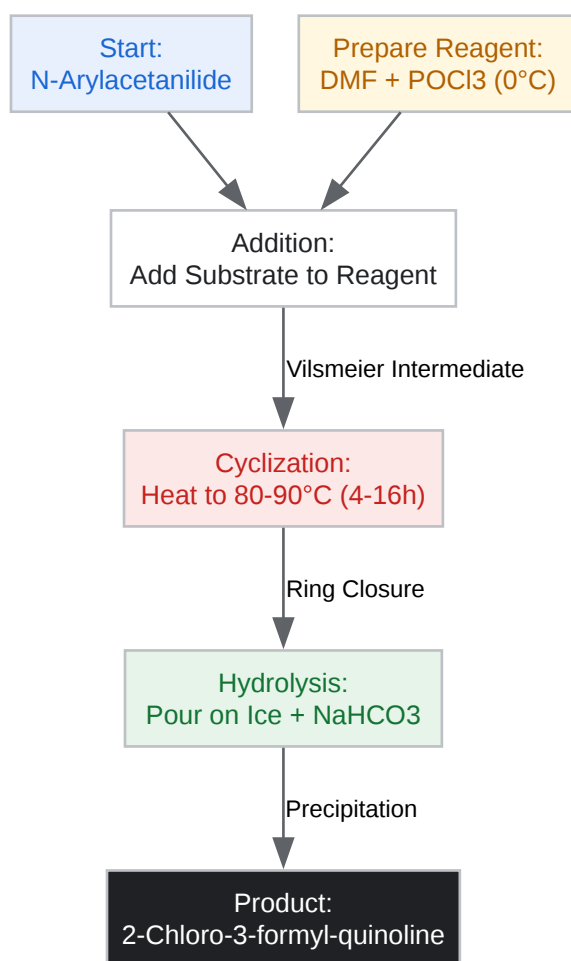 Start:
N-Arylacetanilide
Prepare Reagent:
DMF + POCl3 (0°C)
Addition:
Add Substrate to Reagent
Vilsmeier Intermediate
Cyclization:
Heat to 80-90°C (4-16h)
Ring Closure
Hydrolysis:
Pour on Ice + NaHCO3
Precipitation
Product:
2-Chloro-3-formyl-quinoline